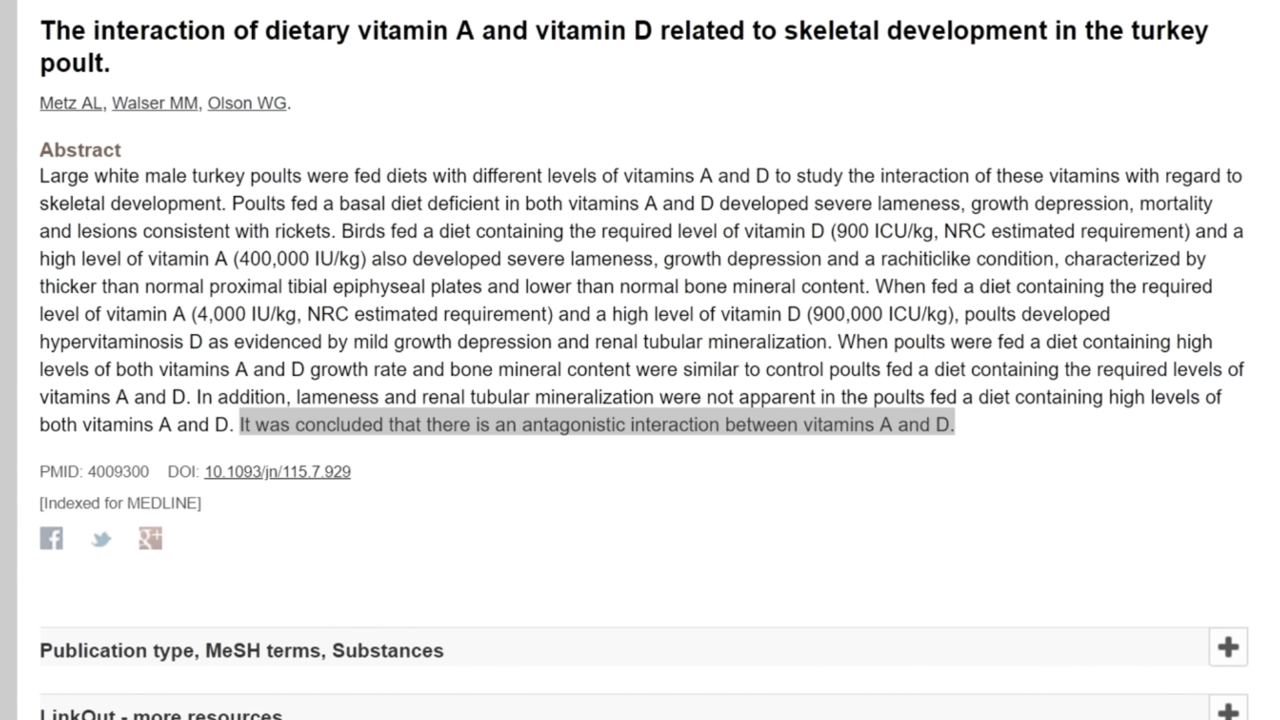 The interaction of dietary vitamin A and vitamin D related to skeletal development in the turkey
poult.
Metz AL, Walser MM, Olson WG.
Abstract
Large white male turkey poults were fed diets with different levels of vitamins A and D to study the interaction of these vitamins with regard to
skeletal development. Poults fed a basal diet deficient in both vitamins A and D developed severe lameness, growth depression, mortality
and lesions consistent with rickets. Birds fed a diet containing the required level of vitamin D (900 ICU/kg, NRC estimated requirement) and a
high level of vitamin A (400,000 IU/kg) also developed severe lameness, growth depression and a rachiticlike condition, characterized by
thicker than normal proximal tibial epiphyseal plates and lower than normal bone mineral content. When fed a diet containing the required
level of vitamin A (4,000 IU/kg, NRC estimated requirement) and a high level of vitamin D (900,000 ICU/kg), poults developed
hypervitaminosis D as evidenced by mild growth depression and renal tubular mineralization. When poults were fed a diet containing high
levels of both vitamins A and D growth rate and bone mineral content were similar to control poults fed a diet containing the required levels of
vitamins A and D. In addition, lameness and renal tubular mineralization were not apparent in the poults fed a diet containing high levels of
both vitamins A and D. It was concluded that there is an antagonistic interaction between vitamins A and D.
PMID: 4009300 DOI: 10.1093/jn/115.7.929
[Indexed for MEDLINE]
f g+
Publication type, MeSH terms, Substances +
LinkOut - more resources +